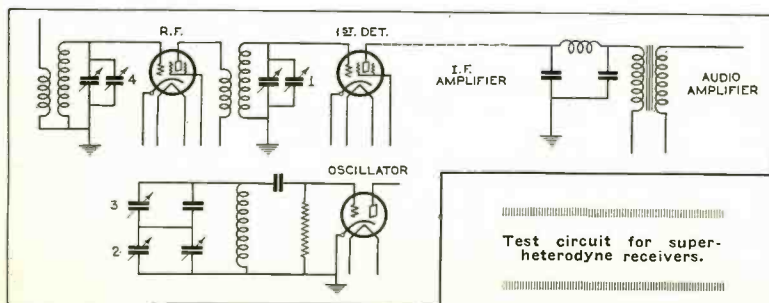 R.F.
1ST. DET.
4
1
I.F.
AMPLIFIER
AUDIO
AMPLIFIER
OSCILLATOR
3
2
Test circuit for super-
heterodyne receivers.